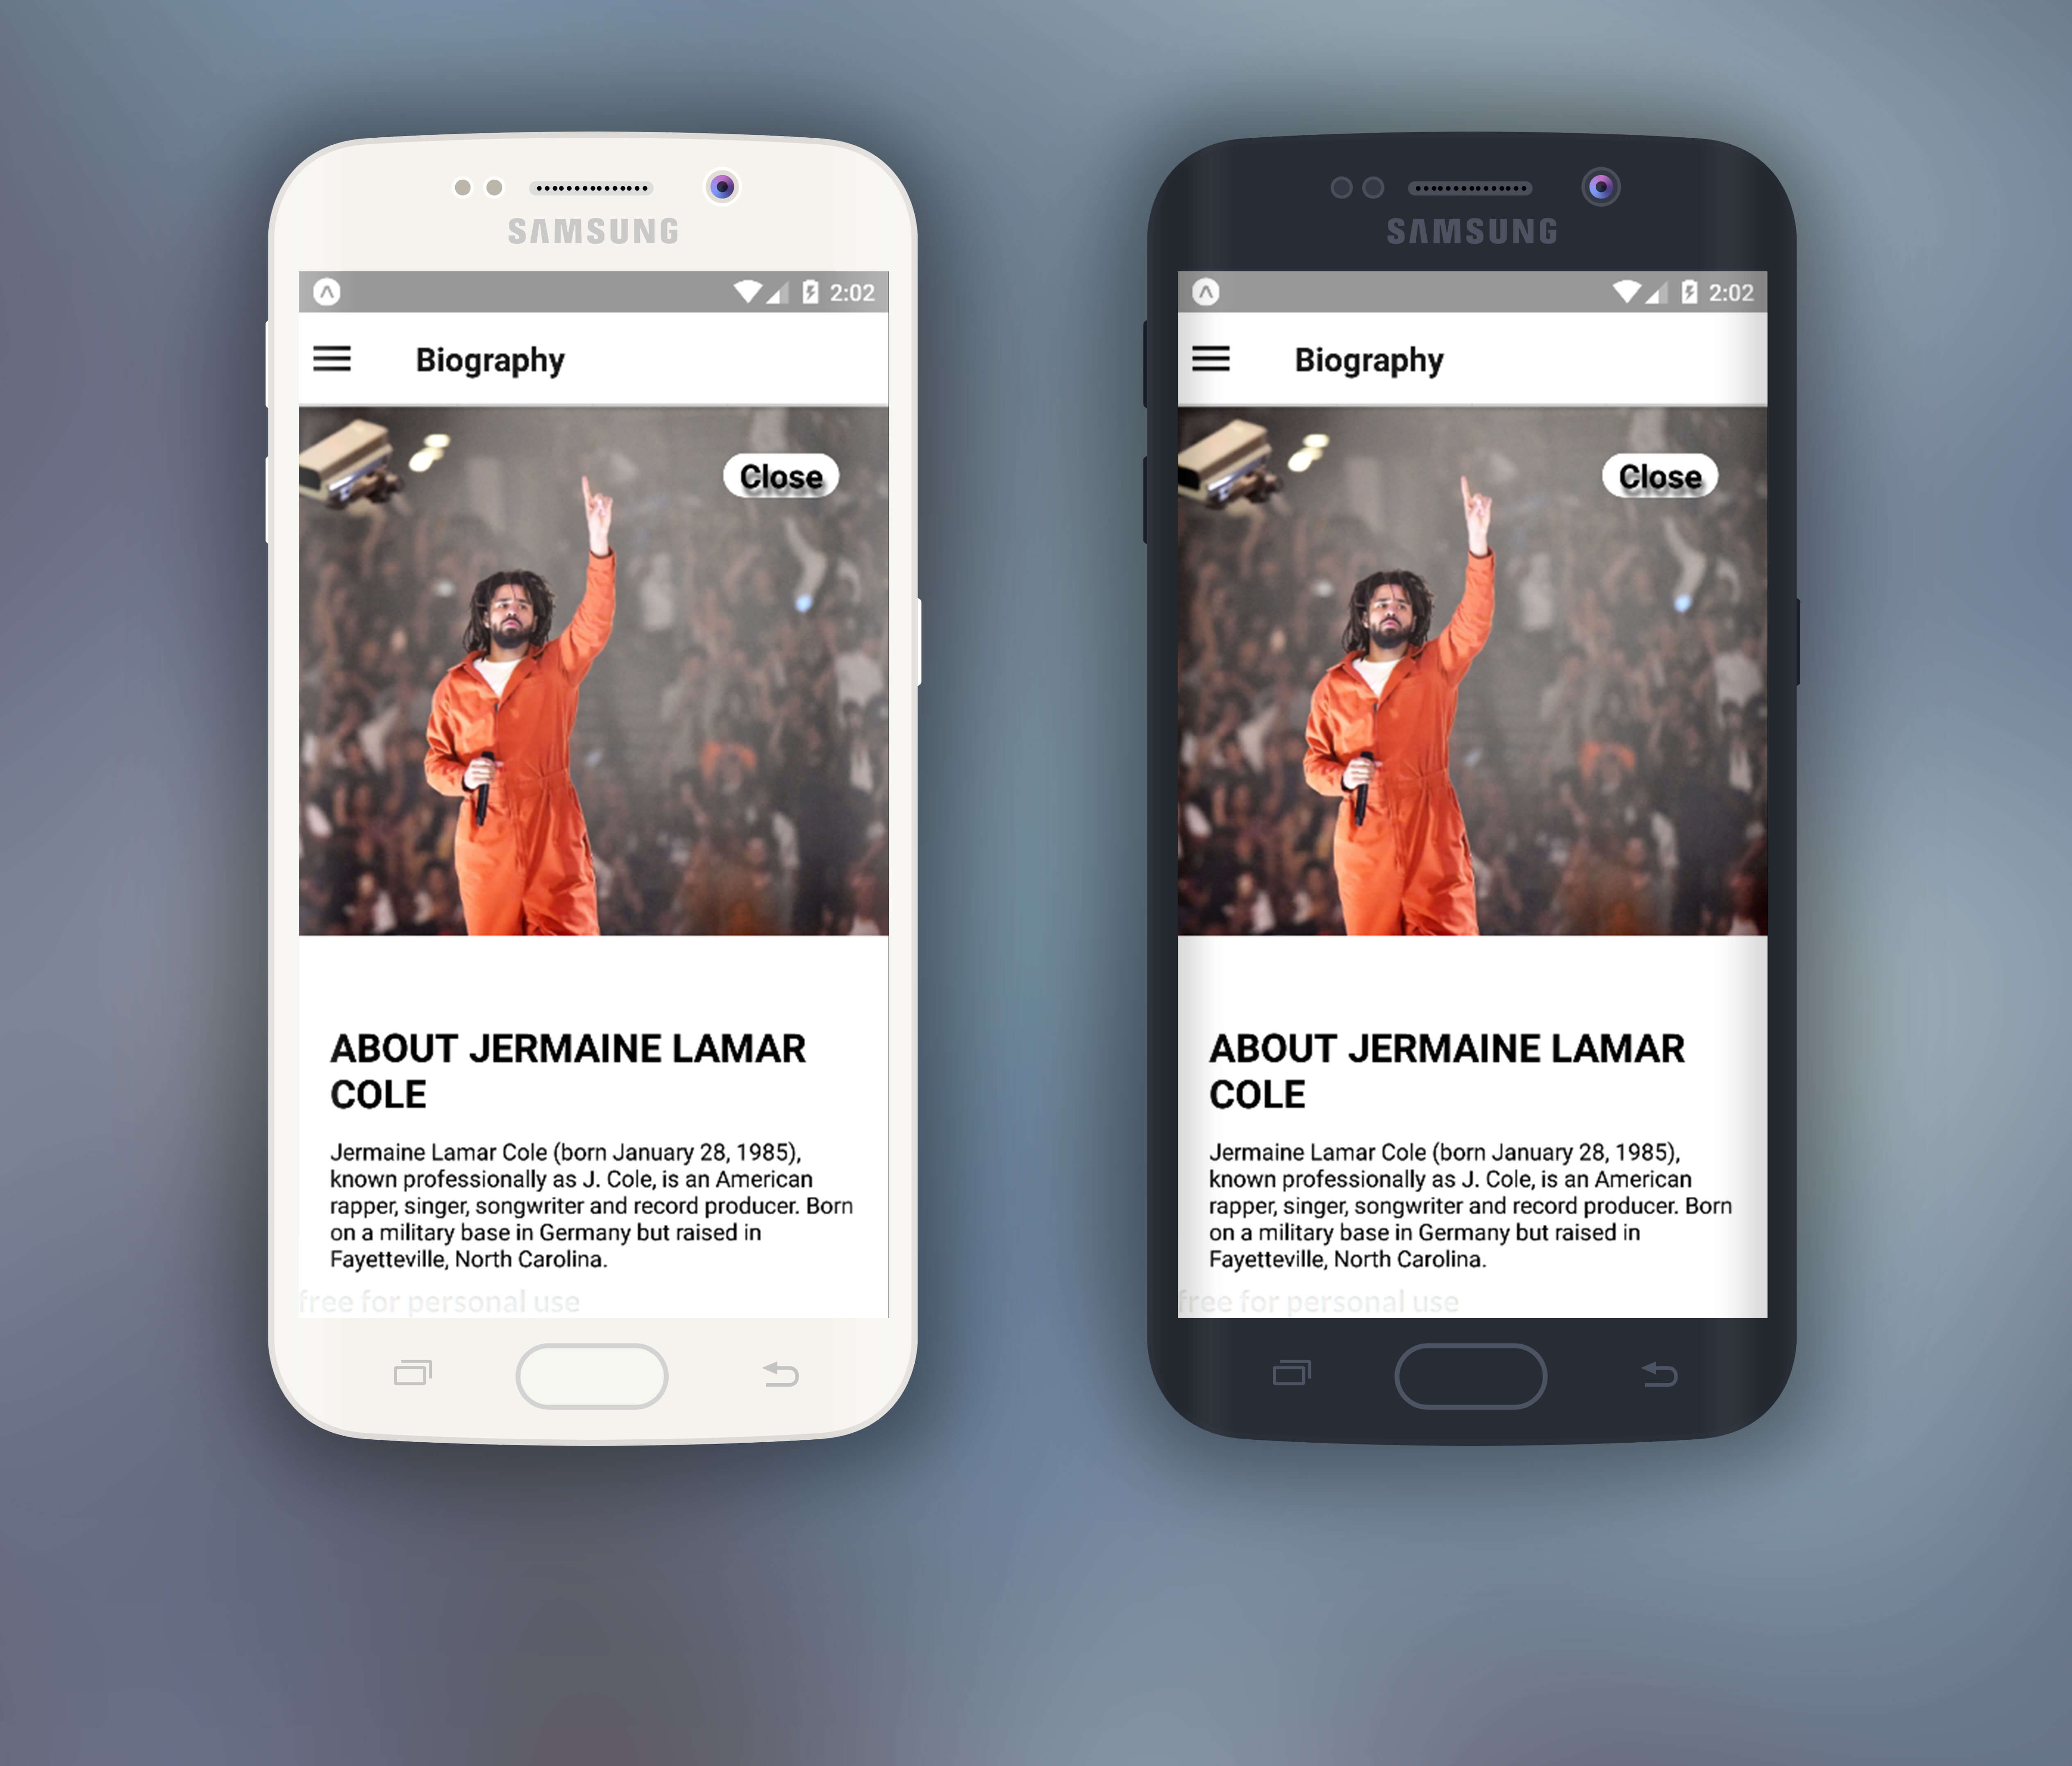 SAMSUNG
2:02
Biography
Close
ABOUT JERMAINE LAMAR
COLE
Jermaine Lamar Cole (born January 28, 1985),
known professionally as J. Cole, is an American
rapper, singer, songwriter and record producer. Born
on a military base in Germany but raised in
Fayetteville, North Carolina.
free for personal use
SAMSUNG
2:02
Biography
Close
ABOUT JERMAINE LAMAR
COLE
Jermaine Lamar Cole (born January 28, 1985),
known professionally as J. Cole, is an American
rapper, singer, songwriter and record producer. Born
on a military base in Germany but raised in
Fayetteville, North Carolina.
free for personal use